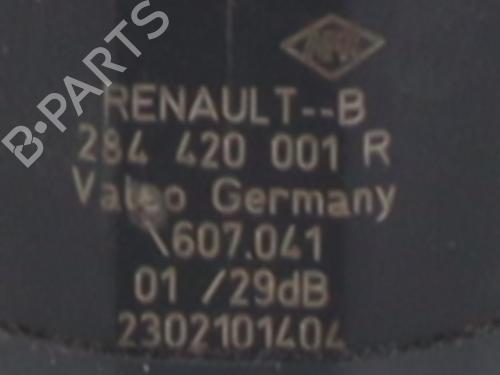 RENAULT--B
284 420 001 R
Valeo Germany
\607.041
01 /29dB
2302101404
B-PARTS